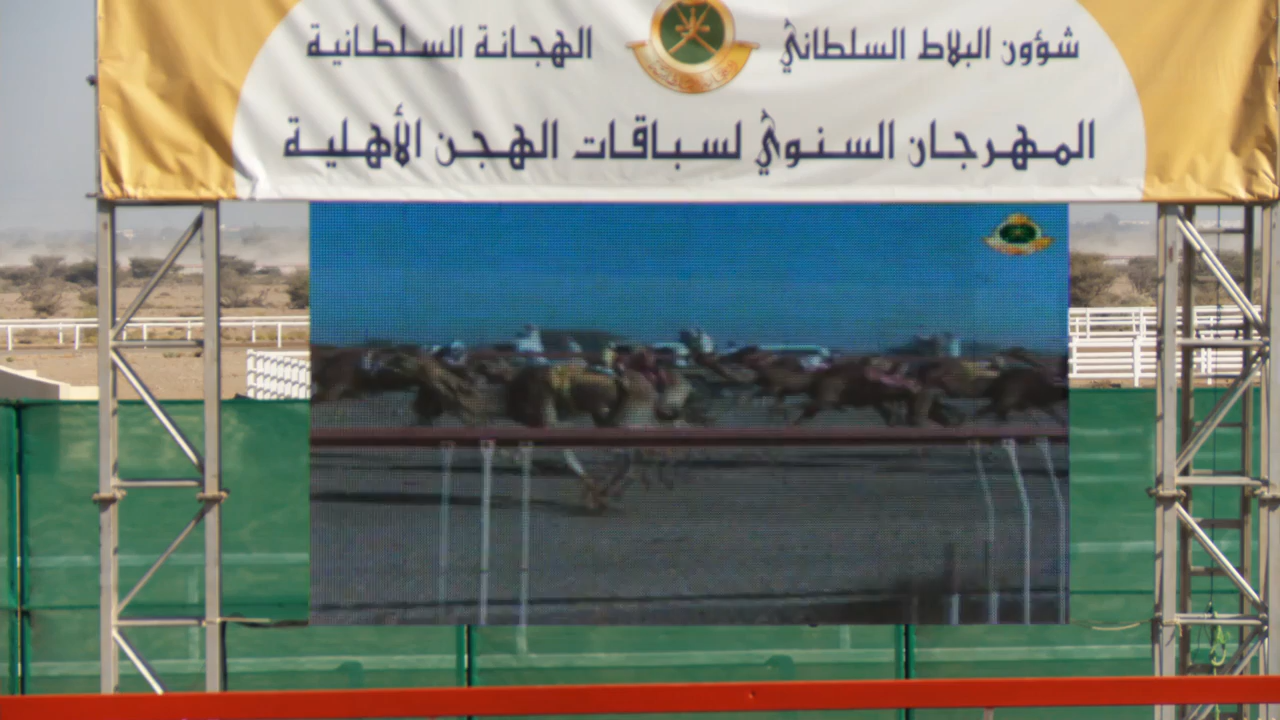 شؤون البلاط السلطاني الهجانة السلطانية
المهرجان السنوي لسباقات الهجن الأهلية